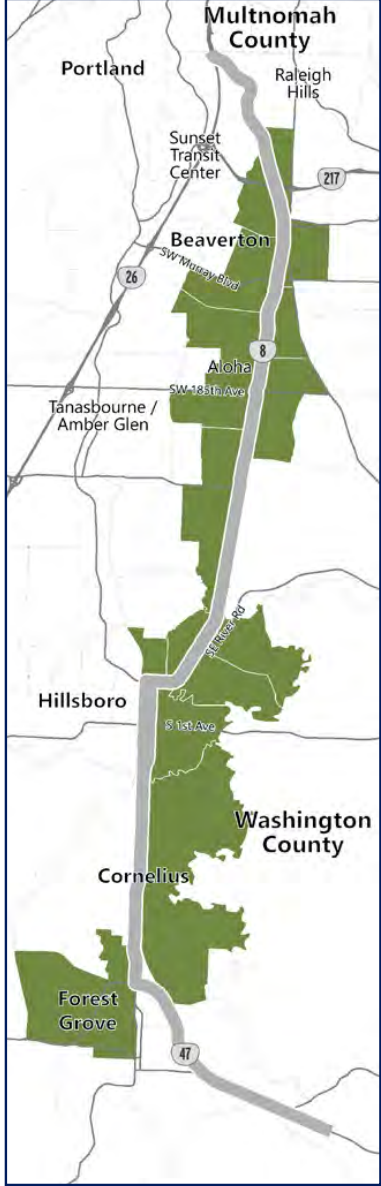 Multnomah
County
Portland
Raleigh
Hills
Sunset
Transit
Center
217
Beaverton
SW Murray Blvd
26
8
Aloha
SW 185th Ave
Tanasbourne /
Amber Glen
SE River Rd
Hillsboro
S 1st Ave
Washington
County
Cornelius
Forest
Grove
47